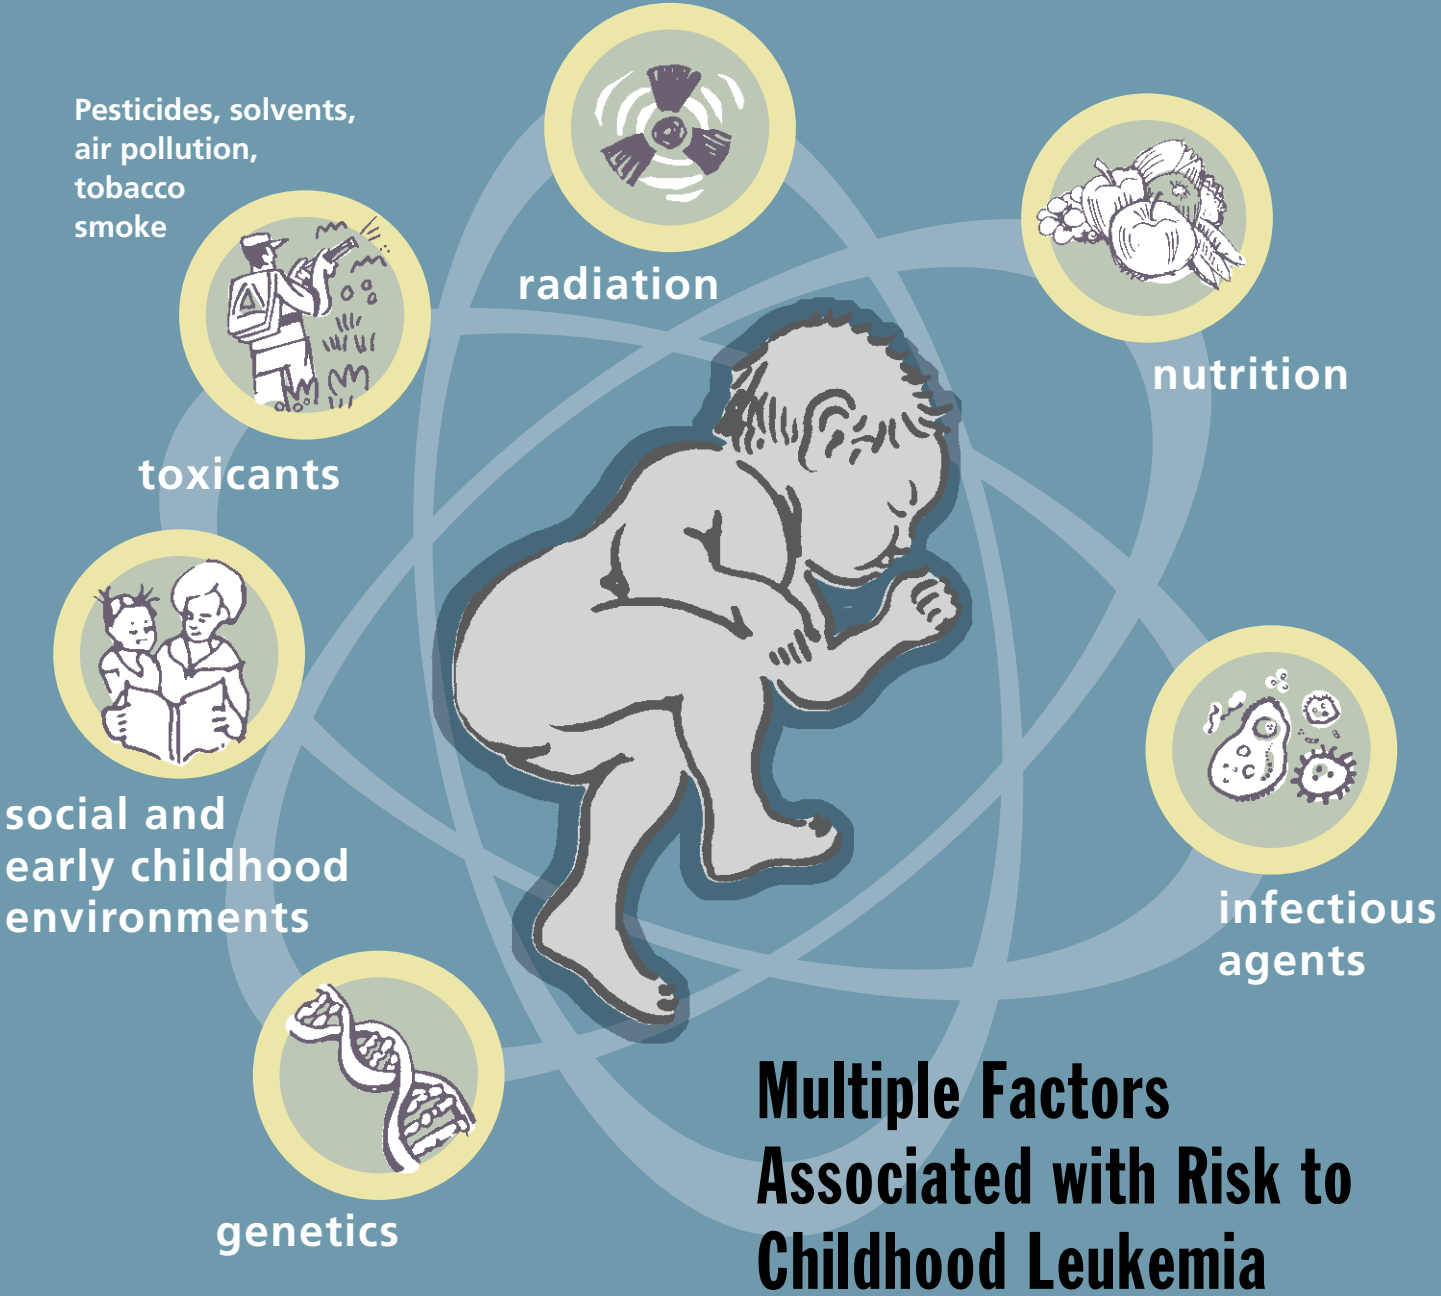 Pesticides, solvents,
air pollution,
tobacco
smoke
radiation
nutrition
toxicants
social and
early childhood
environments
infectious
agents
genetics
Multiple Factors
Associated with Risk to
Childhood Leukemia